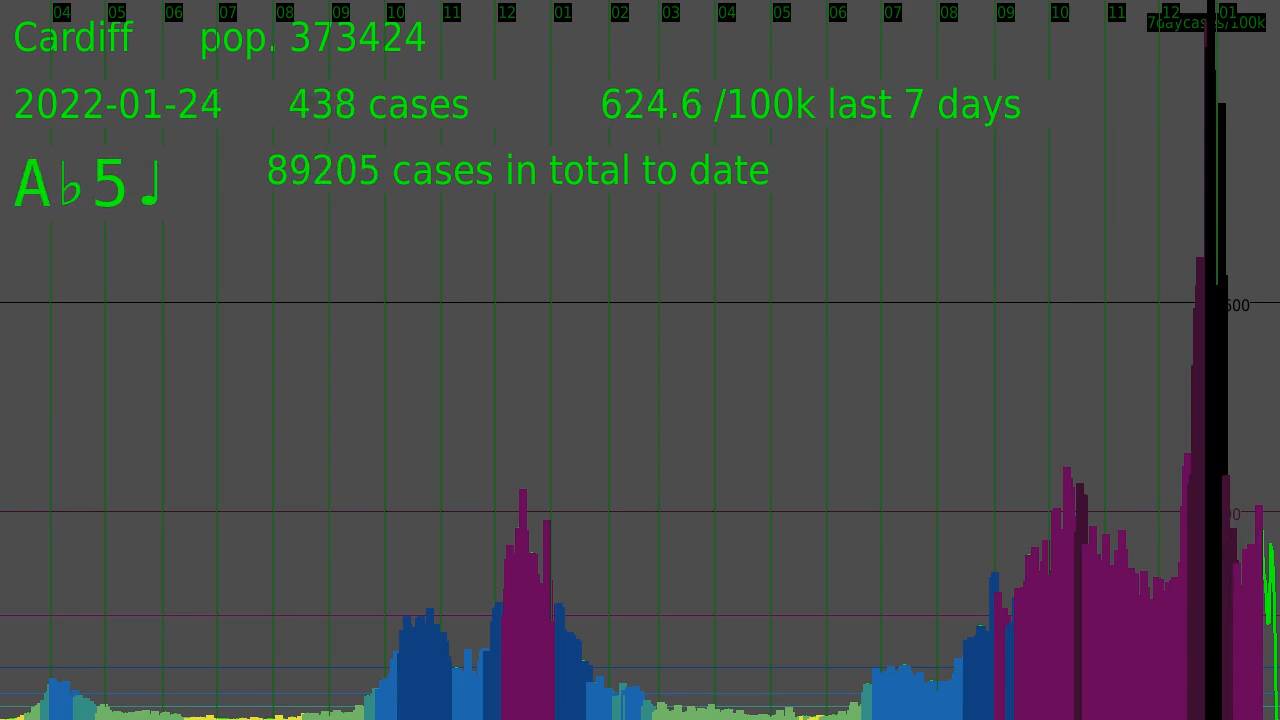 04 05 06 07 08 09 10 11 12 01 02 03 04 05 06 07 08 09 10 11 12 01
Cardiff pop. 373424
2022-01-24 438 cases 624.6 /100k last 7 days
A♭5♩ 89205 cases in total to date